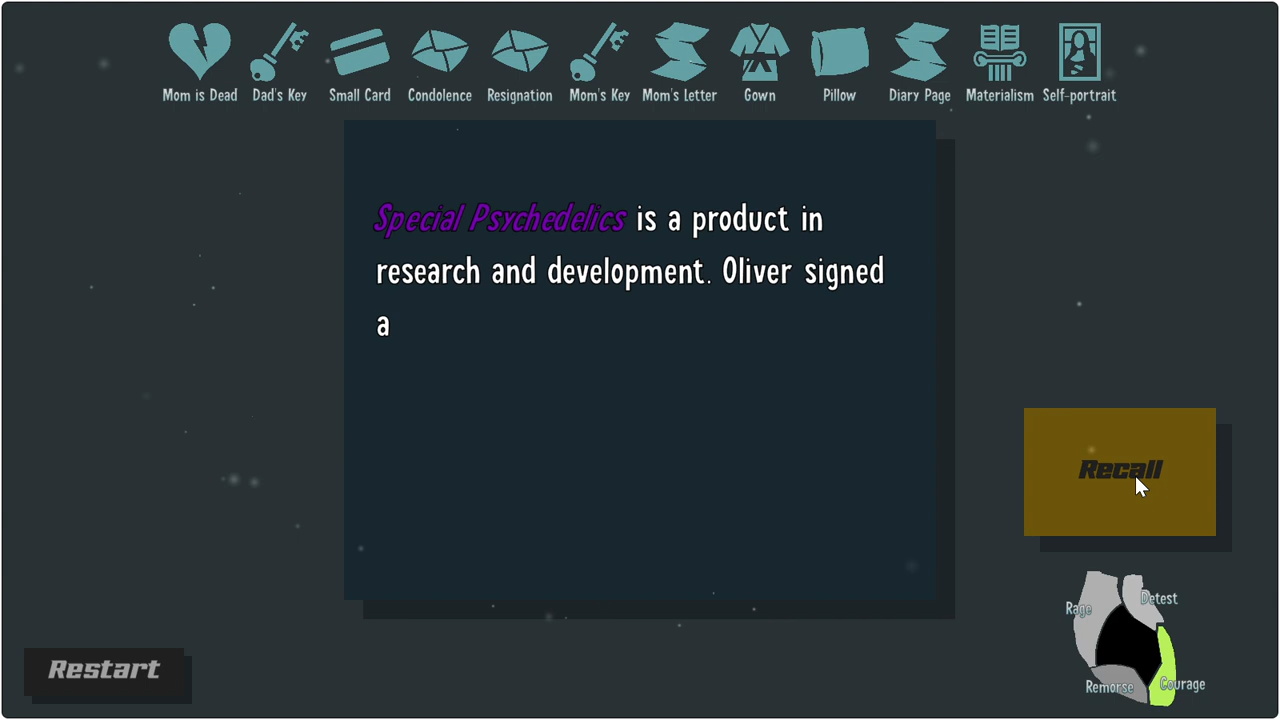 Mom is Dead
Dad's Key
Small Card
Condolence
Resignation
Mom's Key
Mom's Letter
Gown
Pillow
Diary Page
Materialism
Self-portrait
Special Psychedelics is a product in
research and development. Oliver signed
a
Recall
Rage
Detest
Remorse
Courage
Restart